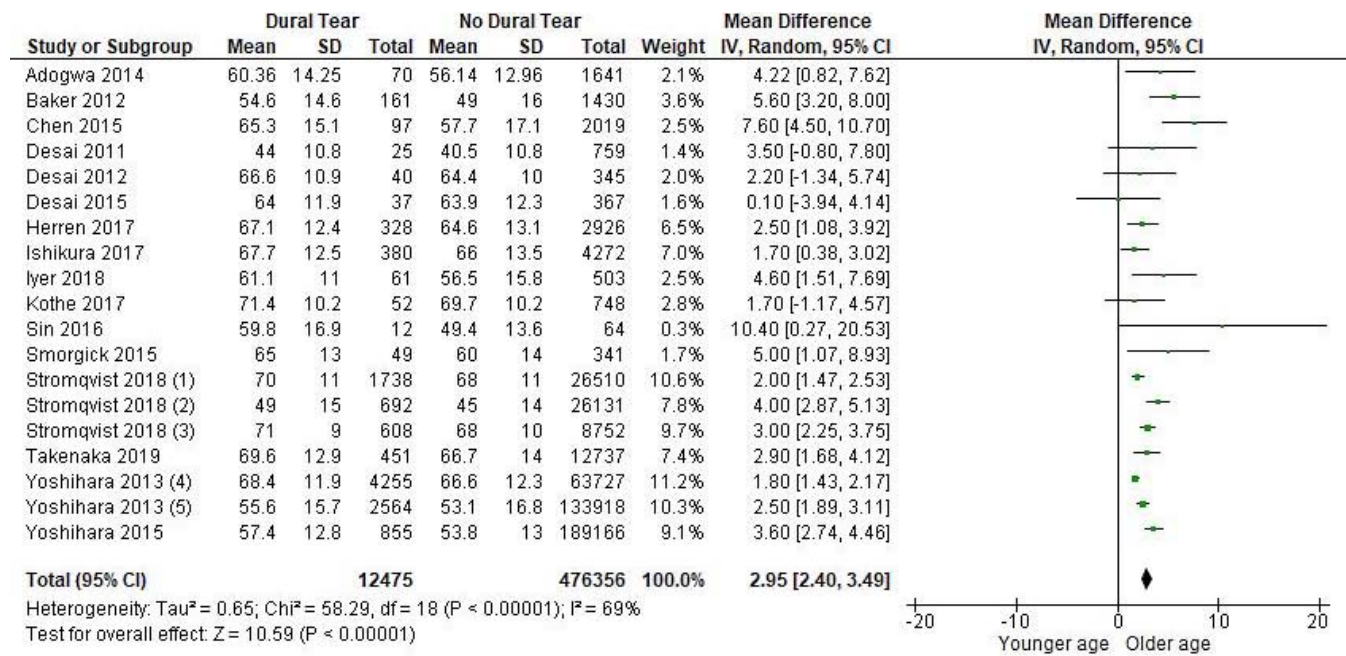 Dural Tear No Dural Tear Mean Difference Mean Difference
Study or Subgroup Mean SD Total Mean SD Total Weight IV, Random, 95% CI IV, Random, 95% CI
Adogwa 2014 60.36 14.25 70 56.14 12.96 1641 2.1% 4.22 [0.82, 7.62]
Baker 2012 54.6 14.6 161 49 16 1430 3.6% 5.60 [3.20, 8.00]
Chen 2015 65.3 15.1 97 57.7 17.1 2019 2.5% 7.60 [4.50, 10.70]
Desai 2011 44 10.8 25 40.5 10.8 759 1.4% 3.50 [-0.80, 7.80]
Desai 2012 66.6 10.9 40 64.4 10 345 2.0% 2.20 [-1.34, 5.74]
Desai 2015 64 11.9 37 63.9 12.3 367 1.6% 0.10 [-3.94, 4.14]
Herren 2017 67.1 12.4 328 64.6 13.1 2926 6.5% 2.50 [1.08, 3.92]
Ishikura 2017 67.7 12.5 380 66 13.5 4272 7.0% 1.70 [0.38, 3.02]
Iyer 2018 61.1 11 61 56.5 15.8 503 2.5% 4.60 [1.51, 7.69]
Kothe 2017 71.4 10.2 52 69.7 10.2 748 2.8% 1.70 [-1.17, 4.57]
Sin 2016 59.8 16.9 12 49.4 13.6 64 0.3% 10.40 [0.27, 20.53]
Smorgick 2015 65 13 49 60 14 341 1.7% 5.00 [1.07, 8.93]
Stromqvist 2018 (1) 70 11 1738 68 11 26510 10.6% 2.00 [1.47, 2.53]
Stromqvist 2018 (2) 49 15 692 45 14 26131 7.8% 4.00 [2.87, 5.13]
Stromqvist 2018 (3) 71 9 608 68 10 8752 9.7% 3.00 [2.25, 3.75]
Takenaka 2019 69.6 12.9 451 66.7 14 12737 7.4% 2.90 [1.68, 4.12]
Yoshihara 2013 (4) 68.4 11.9 4255 66.6 12.3 63727 11.2% 1.80 [1.43, 2.17]
Yoshihara 2013 (5) 55.6 15.7 2564 53.1 16.8 133918 10.3% 2.50 [1.89, 3.11]
Yoshihara 2015 57.4 12.8 855 53.8 13 189166 9.1% 3.60 [2.74, 4.46]
Total (95% CI) 12475 476356 100.0% 2.95 [2.40, 3.49]
Heterogeneity: Tau² = 0.65; Chi² = 58.29, df = 18 (P < 0.00001); I² = 69%
Test for overall effect: Z = 10.59 (P < 0.00001)
-20 -10 0 10 20
Younger age Older age